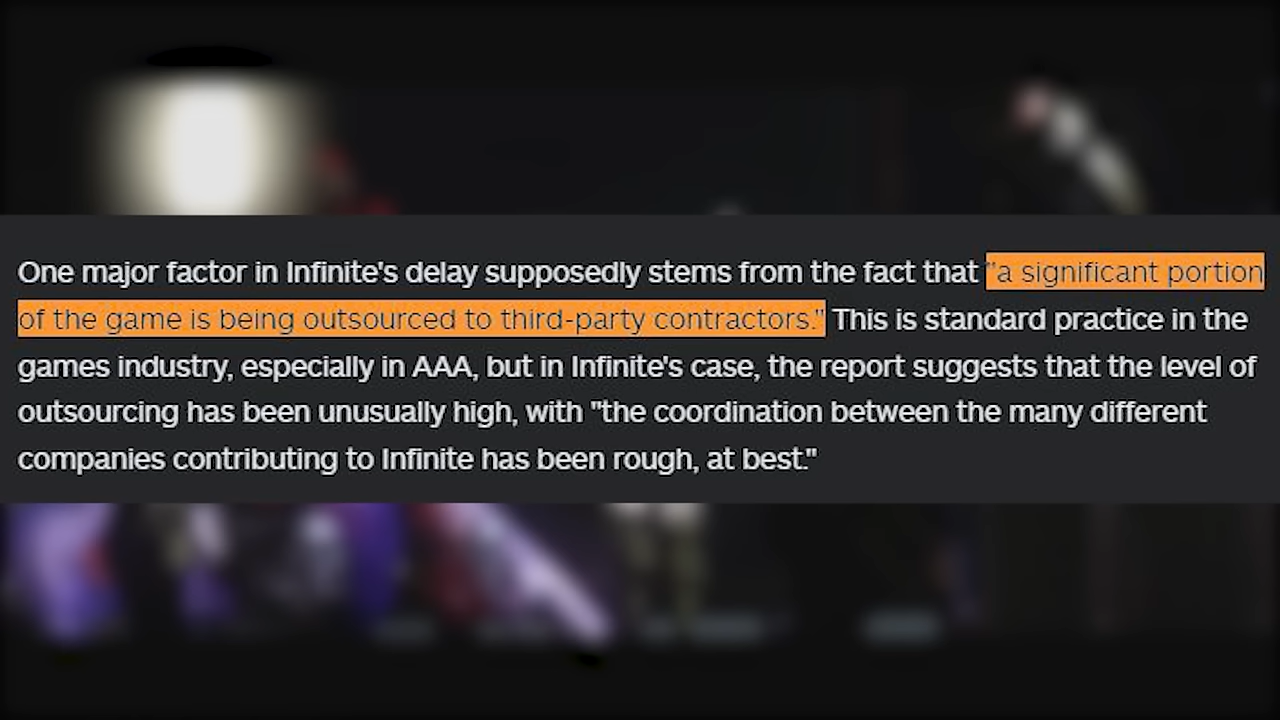 One major factor in Infinite's delay supposedly stems from the fact that "a significant portion
of the game is being outsourced to third-party contractors." This is standard practice in the
games industry, especially in AAA, but in Infinite's case, the report suggests that the level of
outsourcing has been unusually high, with "the coordination between the many different
companies contributing to Infinite has been rough, at best."